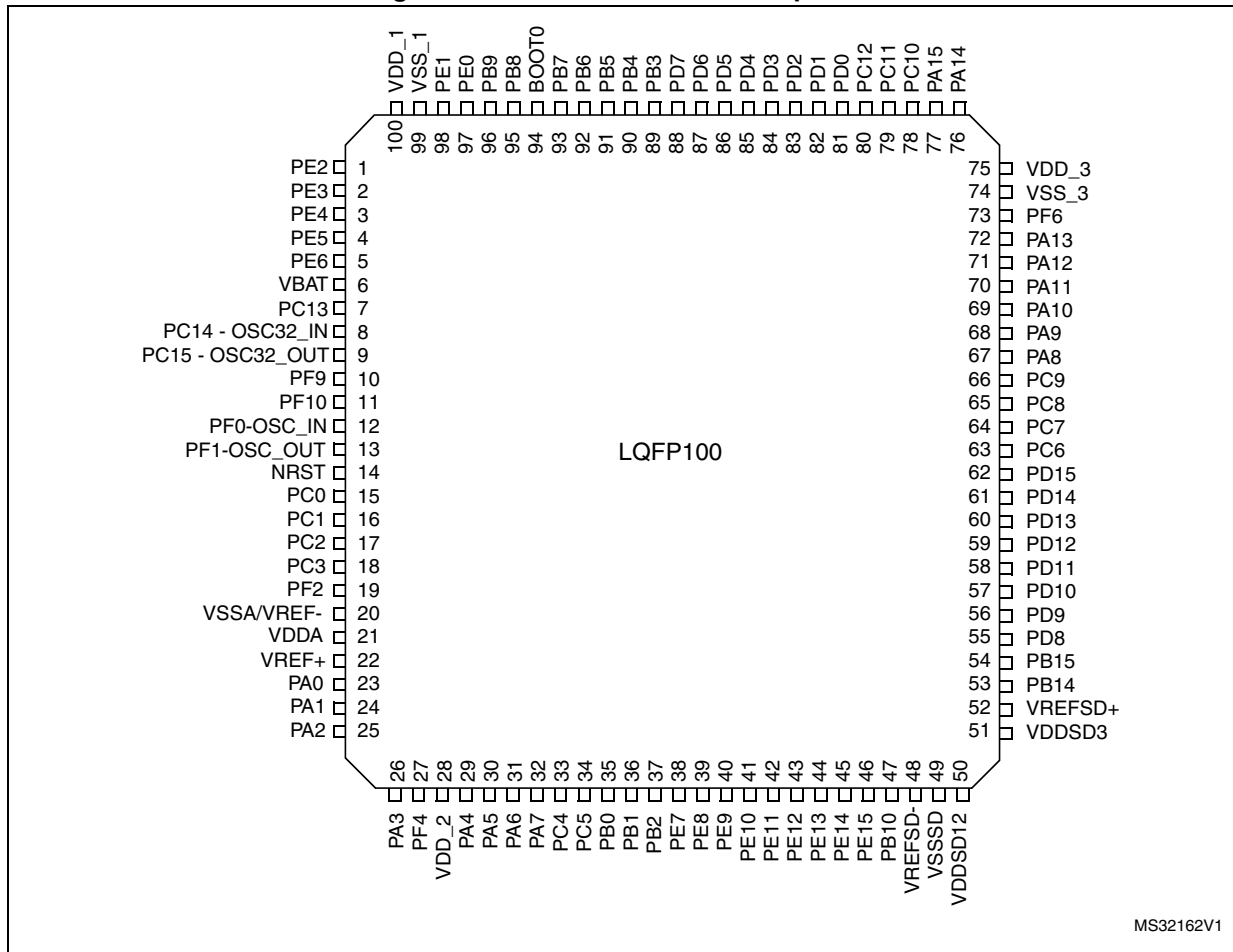 VDD_1
VSS_1
PE1
PE0
PB9
PB8
BOOT0
PB7
PB6
PB5
PB4
PB3
PD7
PD6
PD5
PD4
PD3
PD2
PD1
PD0
PC12
PC11
PC10
PA15
PA14
100
99
98
97
96
95
94
93
92
91
90
89
88
87
86
85
84
83
82
81
80
79
78
77
76
PE2 1
PE3 2
PE4 3
PE5 4
PE6 5
VBAT 6
PC13 7
PC14 - OSC32_IN 8
PC15 - OSC32_OUT 9
PF9 10
PF10 11
PF0-OSC_IN 12
PF1-OSC_OUT 13
NRST 14
PC0 15
PC1 16
PC2 17
PC3 18
PF2 19
VSSA/VREF- 20
VDDA 21
VREF+ 22
PA0 23
PA1 24
PA2 25
LQFP100
75 VDD_3
74 VSS_3
73 PF6
72 PA13
71 PA12
70 PA11
69 PA10
68 PA9
67 PA8
66 PC9
65 PC8
64 PC7
63 PC6
62 PD15
61 PD14
60 PD13
59 PD12
58 PD11
57 PD10
56 PD9
55 PD8
54 PB15
53 PB14
52 VREFSD+
51 VDDSD3
26
27
28
29
30
31
32
33
34
35
36
37
38
39
40
41
42
43
44
45
46
47
48
49
50
PA3
PF4
VDD_2
PA4
PA5
PA6
PA7
PC4
PC5
PB0
PB1
PB2
PE7
PE8
PE9
PE10
PE11
PE12
PE13
PE14
PE15
PB10
VREFSD-
VSSSD
VDDSD12
MS32162V1